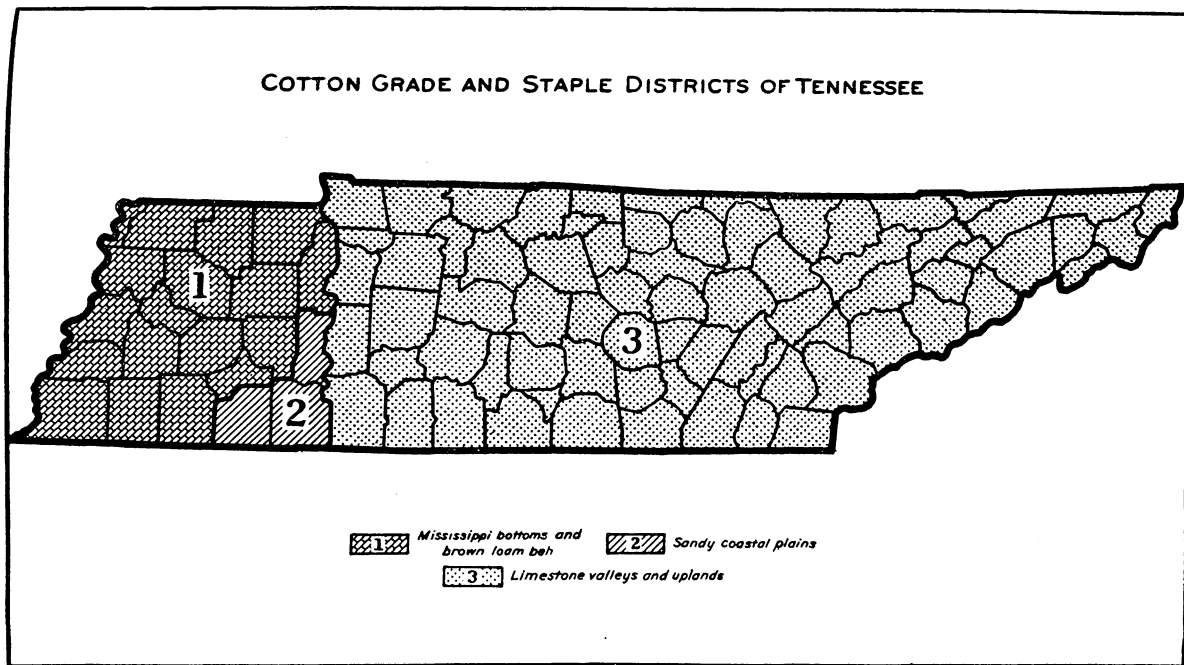 COTTON GRADE AND STAPLE DISTRICTS OF TENNESSEE
1
3
2
1 Mississippi bottoms and
brown loam beh
2 Sandy coastal plains
3 Limestone valleys and uplands